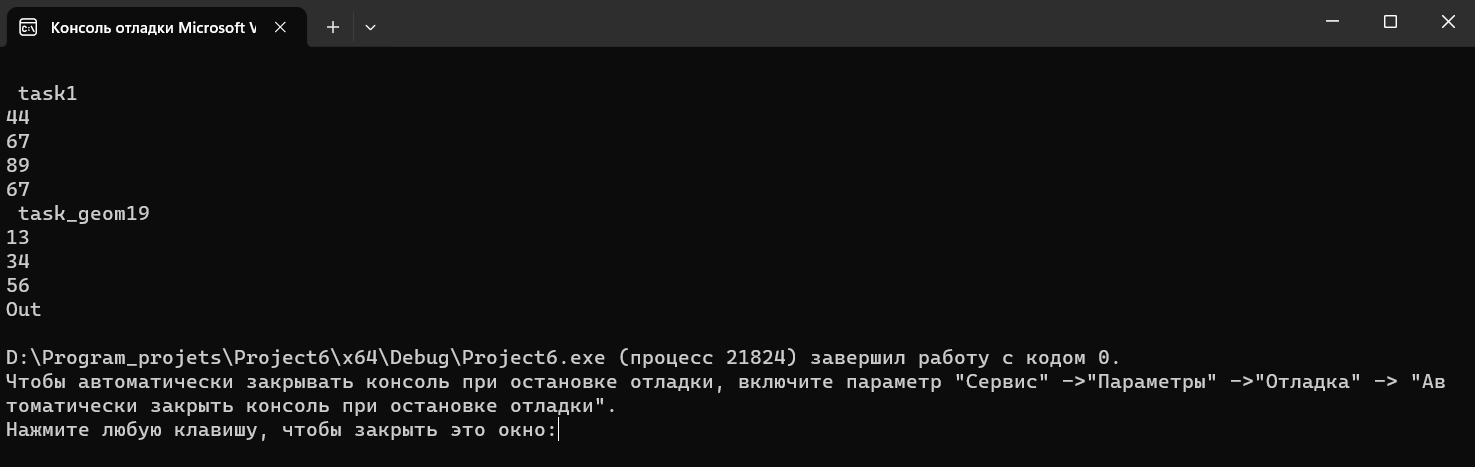 Консоль отладки Microsoft V
task1
44
67
89
67
task_geom19
13
34
56
Out
D:\Program_projets\Project6\x64\Debug\Project6.exe (процесс 21824) завершил работу с кодом 0.
Чтобы автоматически закрывать консоль при остановке отладки, включите параметр "Сервис" ->"Параметры" ->"Отладка" -> "Ав
томатически закрыть консоль при остановке отладки".
Нажмите любую клавишу, чтобы закрыть это окно: